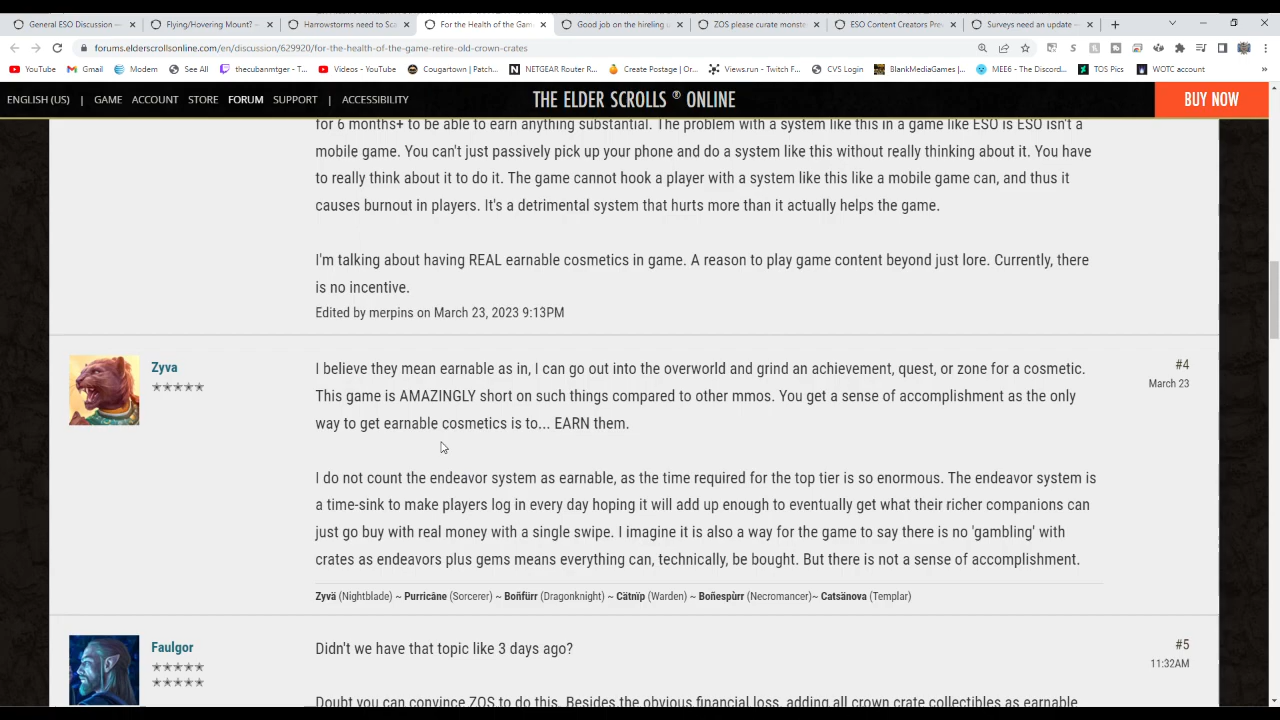 General ESO Discussion —
Flying/Hovering Mount? –
Harrowstorms need to Sca
For the Health of the Gam
Good job on the hireling u
ZOS please curate monste
ESO Content Creators Prev
Surveys need an update —
forums.elderscrollsonline.com/en/discussion/629920/for-the-health-of-the-game-retire-old-crown-crates
YouTube
Gmail
Modem
See All
thecubanmtger - T...
Videos - YouTube
Cougartown | Patch...
NETGEAR Router R...
Create Postage | Or...
Views.run - Twitch F...
CVS Login
BlankMediaGames |...
MEE6 - The Discord...
TOS Pics
WOTC account
»
ENGLISH (US) | GAME ACCOUNT STORE FORUM SUPPORT | ACCESSIBILITY
THE ELDER SCROLLS ® ONLINE
BUY NOW
for 6 months+ to be able to earn anything substantial. The problem with a system like this in a game like ESO is ESO isn't a
mobile game. You can't just passively pick up your phone and do a system like this without really thinking about it. You have
to really think about it to do it. The game cannot hook a player with a system like this like a mobile game can, and thus it
causes burnout in players. It's a detrimental system that hurts more than it actually helps the game.
I'm talking about having REAL earnable cosmetics in game. A reason to play game content beyond just lore. Currently, there
is no incentive.
Edited by merpins on March 23, 2023 9:13PM
Zyva
#4
March 23
I believe they mean earnable as in, I can go out into the overworld and grind an achievement, quest, or zone for a cosmetic.
This game is AMAZINGLY short on such things compared to other mmos. You get a sense of accomplishment as the only
way to get earnable cosmetics is to... EARN them.
I do not count the endeavor system as earnable, as the time required for the top tier is so enormous. The endeavor system is
a time-sink to make players log in every day hoping it will add up enough to eventually get what their richer companions can
just go buy with real money with a single swipe. I imagine it is also a way for the game to say there is no 'gambling' with
crates as endeavors plus gems means everything can, technically, be bought. But there is not a sense of accomplishment.
Zyvä (Nightblade) ~ Purricâne (Sorcerer) ~ Boñfürr (Dragonknight) ~ Cätnïp (Warden) ~ Boñespùrr (Necromancer)~ Catsänova (Templar)
Faulgor
#5
11:32AM
Didn't we have that topic like 3 days ago?
Doubt you can convince ZOS to do this. Besides the obvious financial loss, adding all crown crate collectibles as earnable